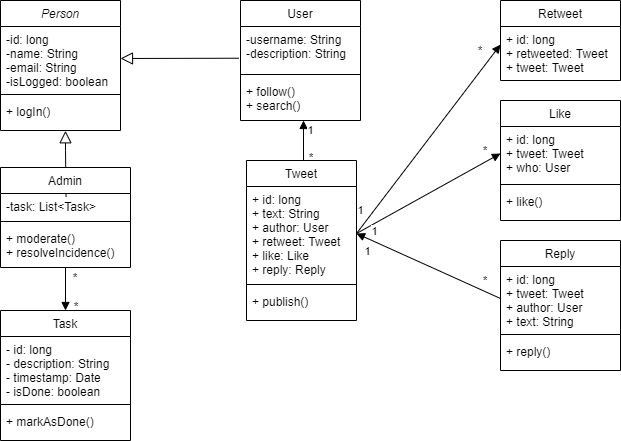 Person
-id: long
-name: String
-email: String
-isLogged: boolean
+ logIn()
User
-username: String
-description: String
+ follow()
+ search()
Retweet
+ id: long
+ retweeted: Tweet
+ tweet: Tweet
*
1
*
Like
+ id: long
+ tweet: Tweet
+ who: User
+ like()
*
Admin
-task: List<Task>
+ moderate()
+ resolveIncidence()
Tweet
+ id: long
+ text: String
+ author: User
+ retweet: Tweet
+ like: Like
+ reply: Reply
+ publish()
1
1
1
Reply
+ id: long
+ tweet: Tweet
+ author: User
+ text: String
+ reply()
*
*
*
Task
- id: long
- description: String
- timestamp: Date
- isDone: boolean
+ markAsDone()